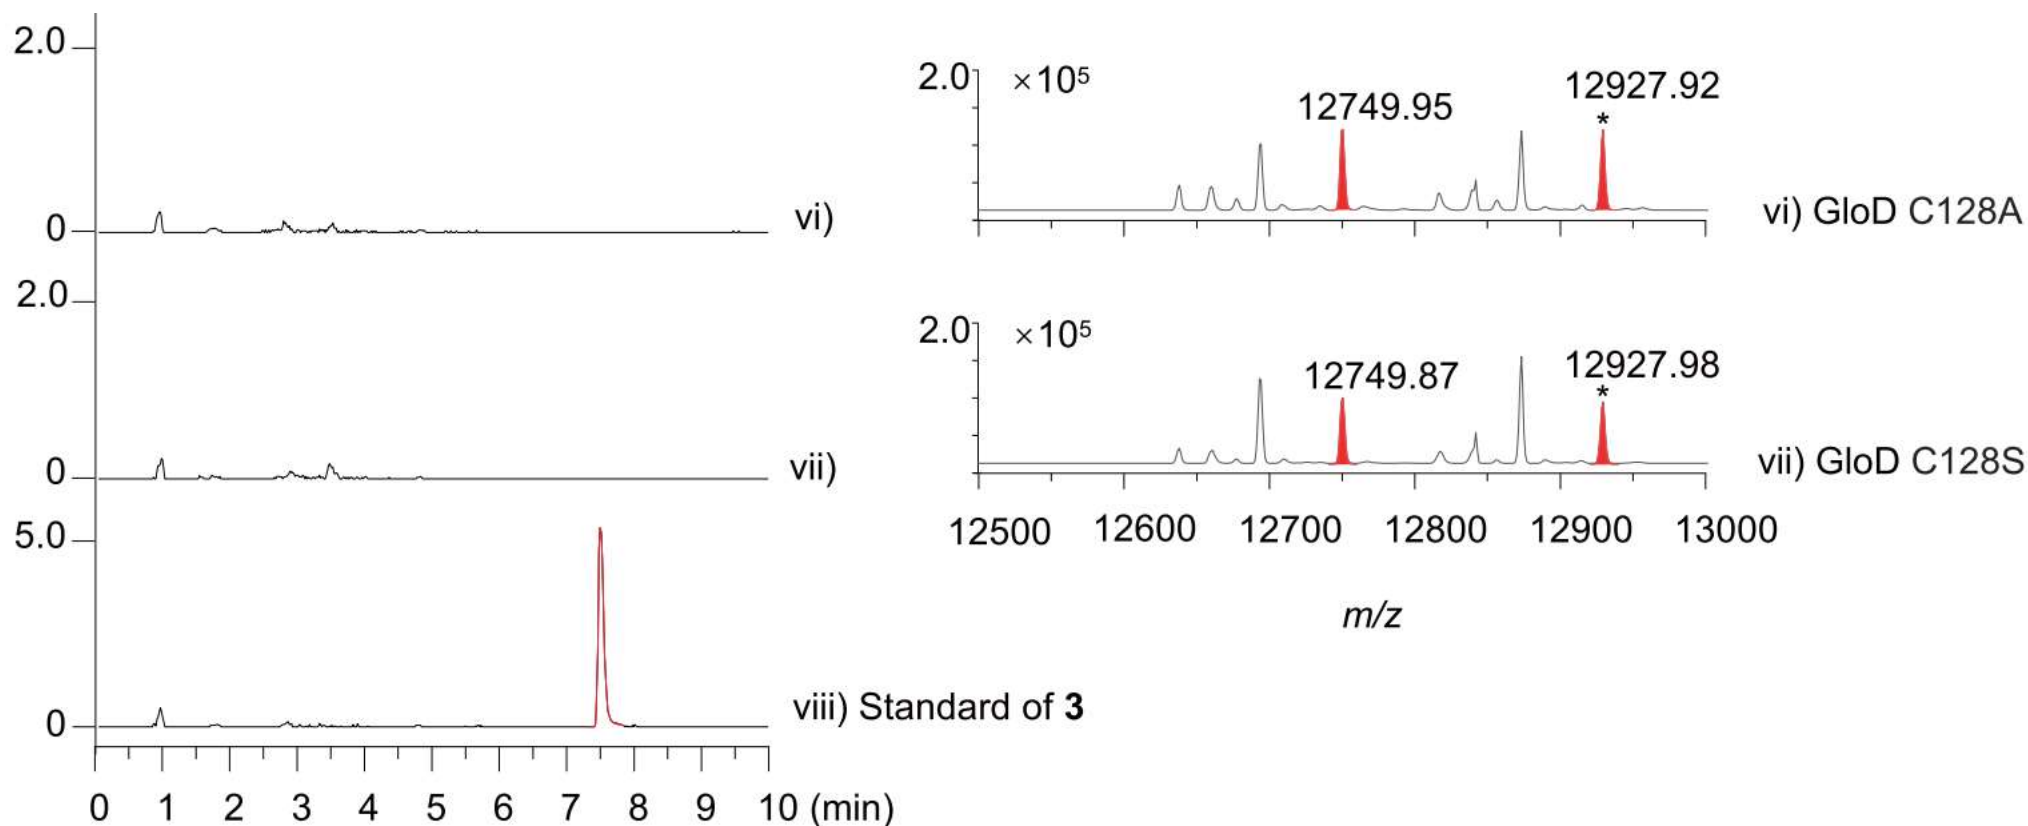 2.0
0
vi)
2.0
0
vii)
5.0
0
viii) Standard of 3
0 1 2 3 4 5 6 7 8 9 10 (min)
2.0 ×10⁵
12749.95
12927.92
*
vi) GloD C128A
2.0 ×10⁵
12749.87
12927.98
*
vii) GloD C128S
12500 12600 12700 12800 12900 13000
m/z